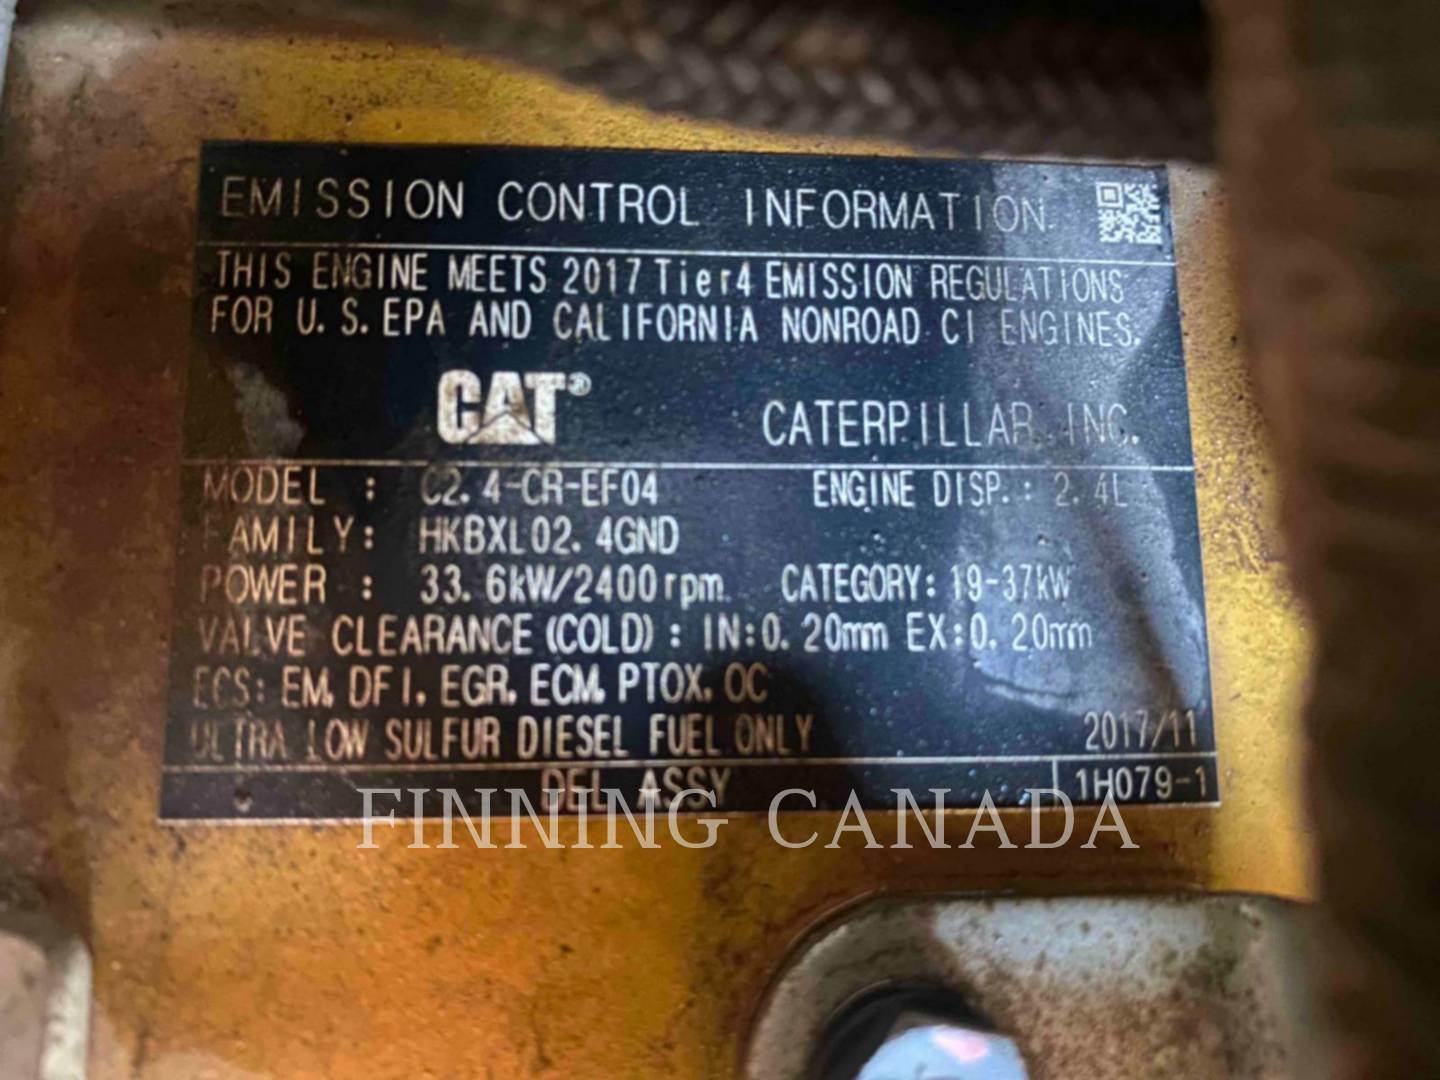 EMISSION CONTROL INFORMATION
THIS ENGINE MEETS 2017 Tier4 EMISSION REGULATIONS
FOR U.S.EPA AND CALIFORNIA NONROAD CI ENGINES.
CAT® CATERPILLAR INC.
MODEL : C2.4-CR-EF04 ENGINE DISP.: 2.4L
FAMILY: HKBXL02.4GND
POWER : 33.6kW/2400rpm CATEGORY: 19-37kW
VALVE CLEARANCE(COLD): IN:0.20mm EX:0.20mm
ECS: EM, DFI, EGR, ECM, PTOX, OC
ULTRA LOW SULFUR DIESEL FUEL ONLY 2017/11
DEL ASSY 1H079-1
FINNING CANADA